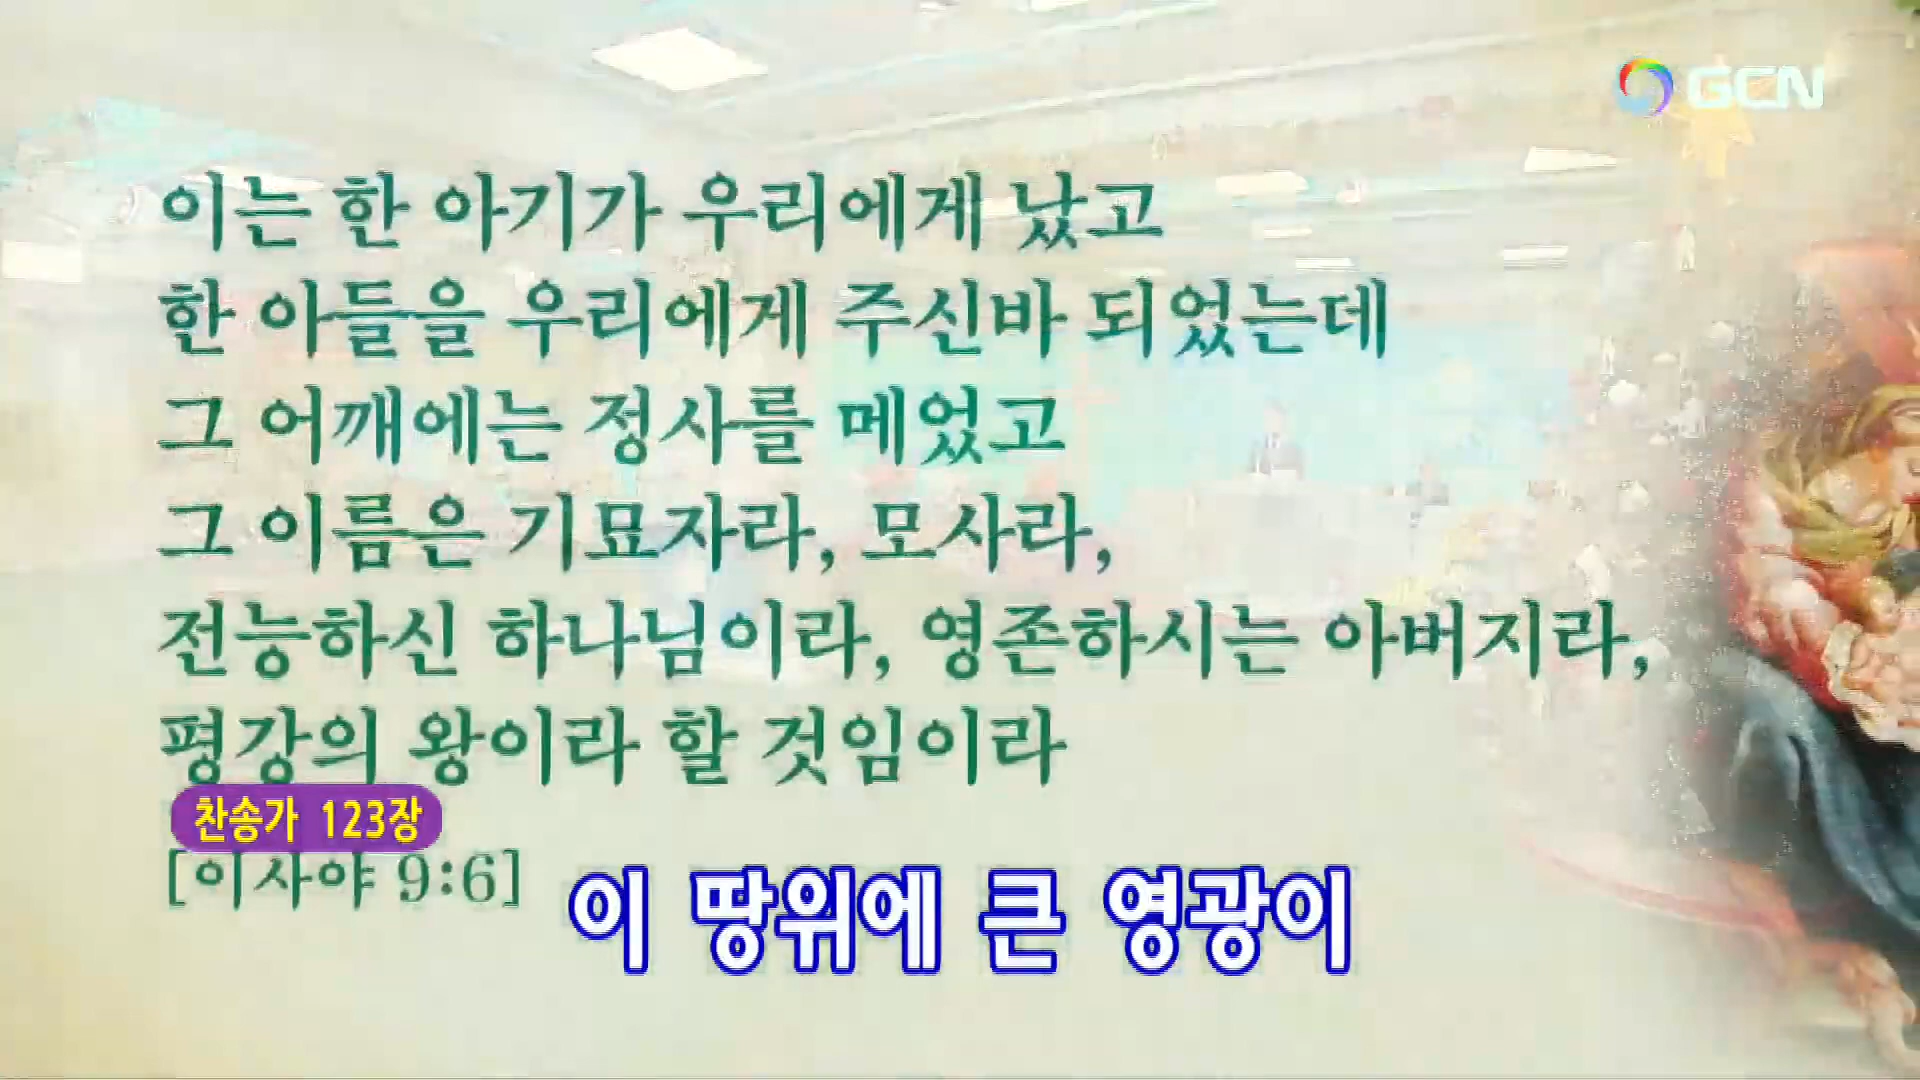 GCN
이는 한 아기가 우리에게 났고
한 아들을 우리에게 주신바 되었는데
그 어깨에는 정사를 메었고
그 이름은 기묘자라, 모사라,
전능하신 하나님이라, 영존하시는 아버지라,
평강의 왕이라 할 것임이라
찬송가 123장
[이사야 9:6]
이 땅위에 큰 영광이